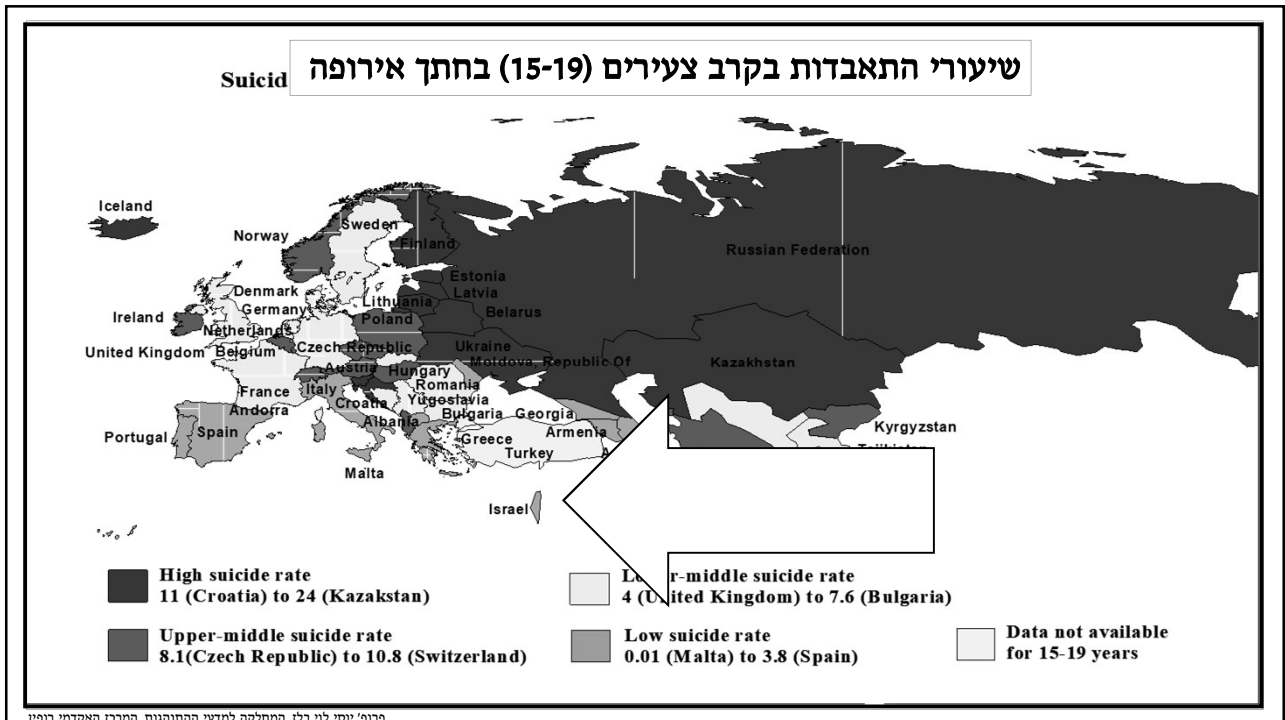 שיעורי התאבדות בקרב צעירים (15-19) בחתך אירופה
Suicid
Iceland
Norway
Sweden
Finland
Russian Federation
Estonia
Latvia
Denmark
Lithuania
Germany
Belarus
Ireland
Poland
Netherlands
United Kingdom
Belgium
Czech Republic
Ukraine
Moldova, Republic Of
Kazakhstan
Austria
Hungary
France
Italy
Romania
Andorra
Croatia
Yugoslavia
Bulgaria
Georgia
Portugal
Spain
Albania
Armenia
Kyrgyzstan
Greece
Turkey
Malta
Israel
High suicide rate
11 (Croatia) to 24 (Kazakstan)
Upper-middle suicide rate
8.1(Czech Republic) to 10.8 (Switzerland)
r-middle suicide rate
4 (United Kingdom) to 7.6 (Bulgaria)
Low suicide rate
0.01 (Malta) to 3.8 (Spain)
Data not available
for 15-19 years